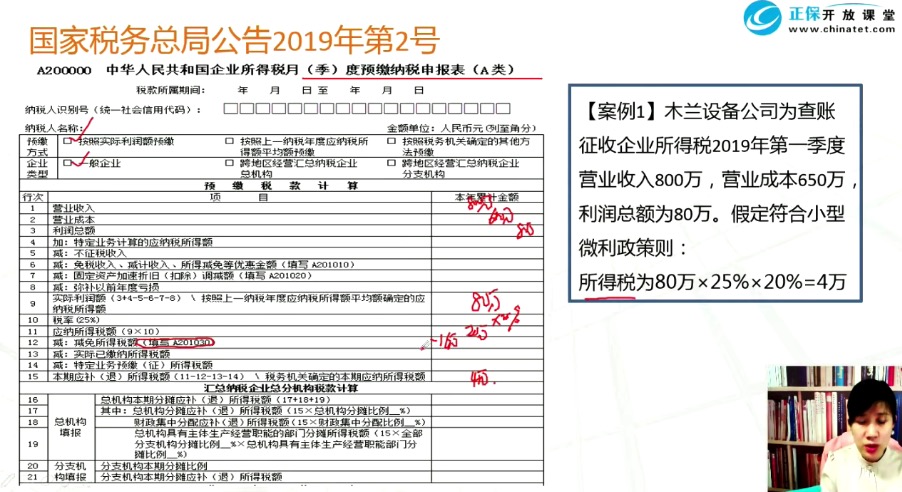 正保开放课堂
www.chinatet.com
国家税务总局公告2019年第2号
A200000 中华人民共和国企业所得税月（季）度预缴纳税申报表（A类）
税款所属期间： 年 月 日 至 年 月 日
纳税人识别号（统一社会信用代码）：□□□□□□□□□□□□□□□□□□
纳税人名称： 金额单位：人民币元（列至角分）
预缴方式 □ 按照实际利润额预缴 □ 按照上一纳税年度应纳税所得额平均额预缴 □ 按照税务机关确定的其他方法预缴
企业类型 □ 一般企业 □ 跨地区经营汇总纳税企业总机构 □ 跨地区经营汇总纳税企业分支机构
预 缴 税 款 计 算
行次 项 目 本年累计金额
1 营业收入 800万
2 营业成本 650
3 利润总额 80
4 加：特定业务计算的应纳税所得额
5 减：不征税收入
6 减：免税收入、减计收入、所得减免等优惠金额（填写 A201010）
7 减：固定资产加速折旧（扣除）调减额（填写 A201020）
8 减：弥补以前年度亏损
9 实际利润额（3+4-5-6-7-8） \ 按照上一纳税年度应纳税所得额平均额确定的应纳税所得额 80万
10 税率(25%)
11 应纳所得税额（9×10） 20万
12 减：减免所得税额（填写 A201030） -16万
13 减：实际已缴纳所得税额
14 减：特定业务预缴（征）所得税额
15 本期应补（退）所得税额（11-12-13-14） \ 税务机关确定的本期应纳所得税额 4万.
汇总纳税企业总分机构税款计算
16 总机构填报 总机构本期分摊应补（退）所得税额（17+18+19）
17 其中：总机构分摊应补（退）所得税额（15×总机构分摊比例__%）
18 财政集中分配应补（退）所得税额（15×财政集中分配比例__%）
19 总机构具有主体生产经营职能的部门分摊所得税额（15×全部分支机构分摊比例__%×总机构具有主体生产经营职能部门分摊比例__%）
20 分支机构填报 分支机构本期分摊比例
21 分支机构本期分摊应补（退）所得税额
【案例1】木兰设备公司为查账
征收企业所得税2019年第一季度
营业收入800万，营业成本650万，
利润总额为80万。假定符合小型
微利政策则：
所得税为80万×25%×20%=4万